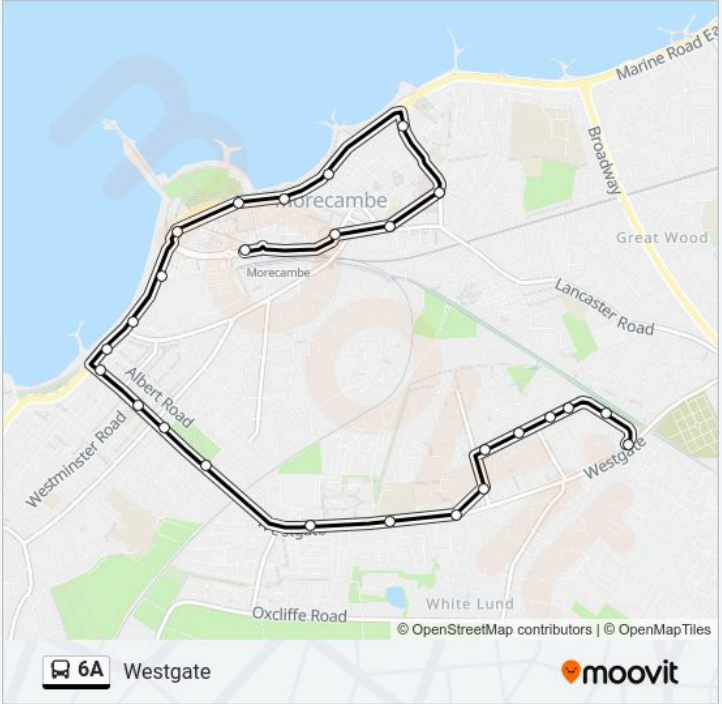 Marine Road Ea
Broadway
Morecambe
Great Wood
Morecambe
Lancaster Road
Albert Road
Westminster Road
Westgate
Westgate
White Lund
Oxcliffe Road
© OpenStreetMap contributors | © OpenMapTiles
6A Westgate
moovit